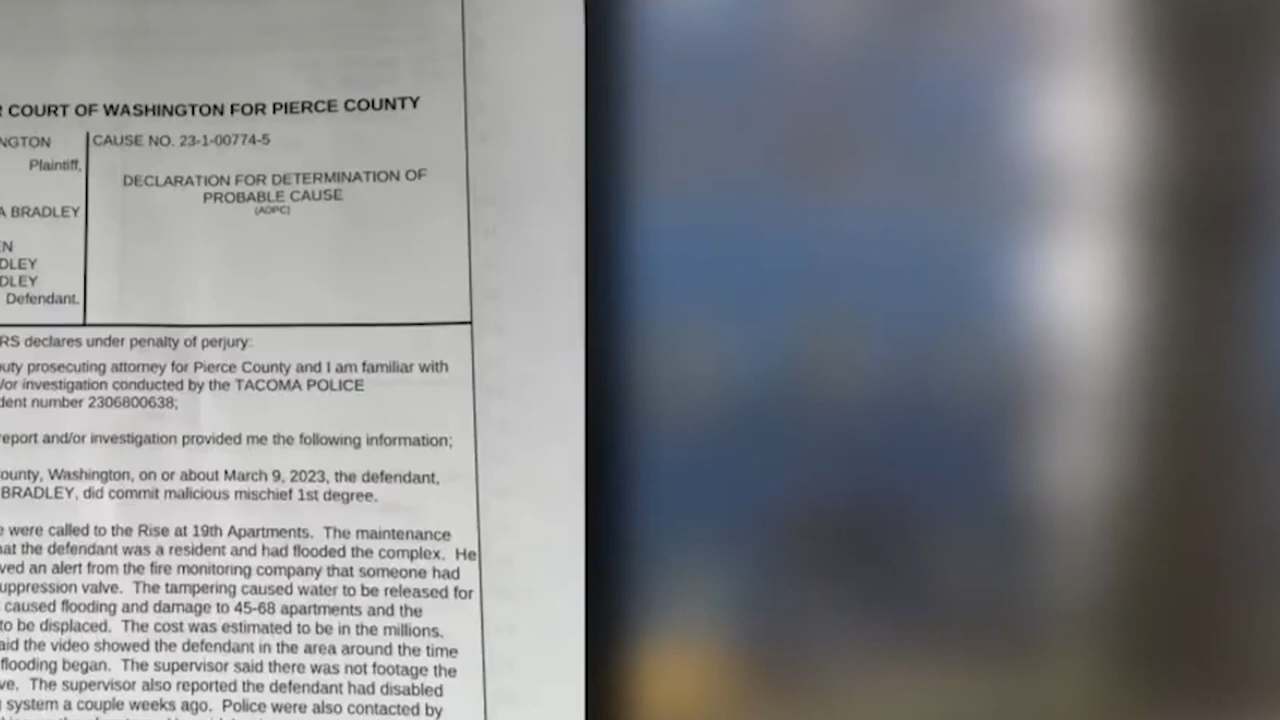 COURT OF WASHINGTON FOR PIERCE COUNTY
NGTON
CAUSE NO. 23-1-00774-5
Plaintiff,
DECLARATION FOR DETERMINATION OF
PROBABLE CAUSE
(ADPC)
A BRADLEY
EN
DLEY
DLEY
Defendant.
RS declares under penalty of perjury:
uty prosecuting attorney for Pierce County and I am familiar with
/or investigation conducted by the TACOMA POLICE
dent number 2306800638;
report and/or investigation provided me the following information;
ounty, Washington, on or about March 9, 2023, the defendant,
BRADLEY, did commit malicious mischief 1st degree.
e were called to the Rise at 19th Apartments. The maintenance
hat the defendant was a resident and had flooded the complex. He
ved an alert from the fire monitoring company that someone had
uppression valve. The tampering caused water to be released for
caused flooding and damage to 45-68 apartments and the
to be displaced. The cost was estimated to be in the millions.
aid the video showed the defendant in the area around the time
flooding began. The supervisor said there was not footage the
ve. The supervisor also reported the defendant had disabled
system a couple weeks ago. Police were also contacted by